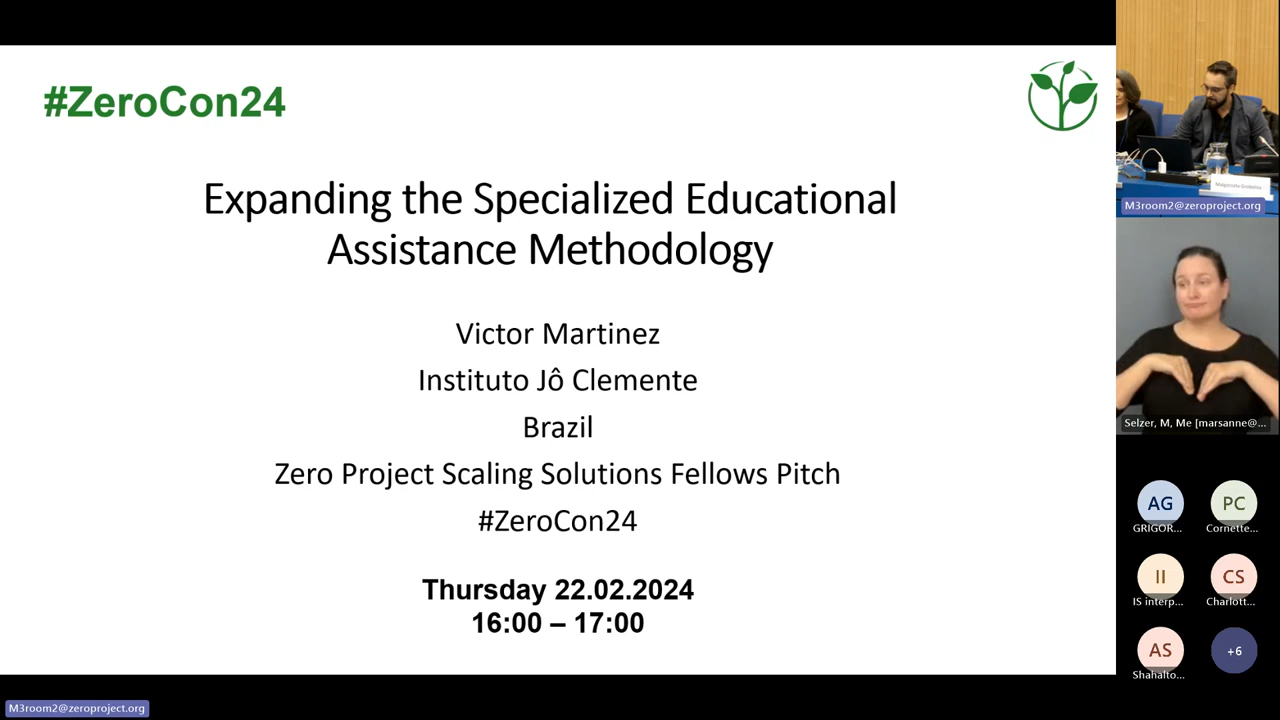 #ZeroCon24
Expanding the Specialized Educational
Assistance Methodology
Victor Martinez
Instituto Jô Clemente
Brazil
Zero Project Scaling Solutions Fellows Pitch
#ZeroCon24
Thursday 22.02.2024
16:00 – 17:00
M3room2@zeroproject.org
M3room2@zeroproject.org
Selzer, M, Me [marsanne@...
AG
PC
GRIGOR...
Cornette...
II
CS
IS interp...
Charlott...
AS
+6
Shahalto...